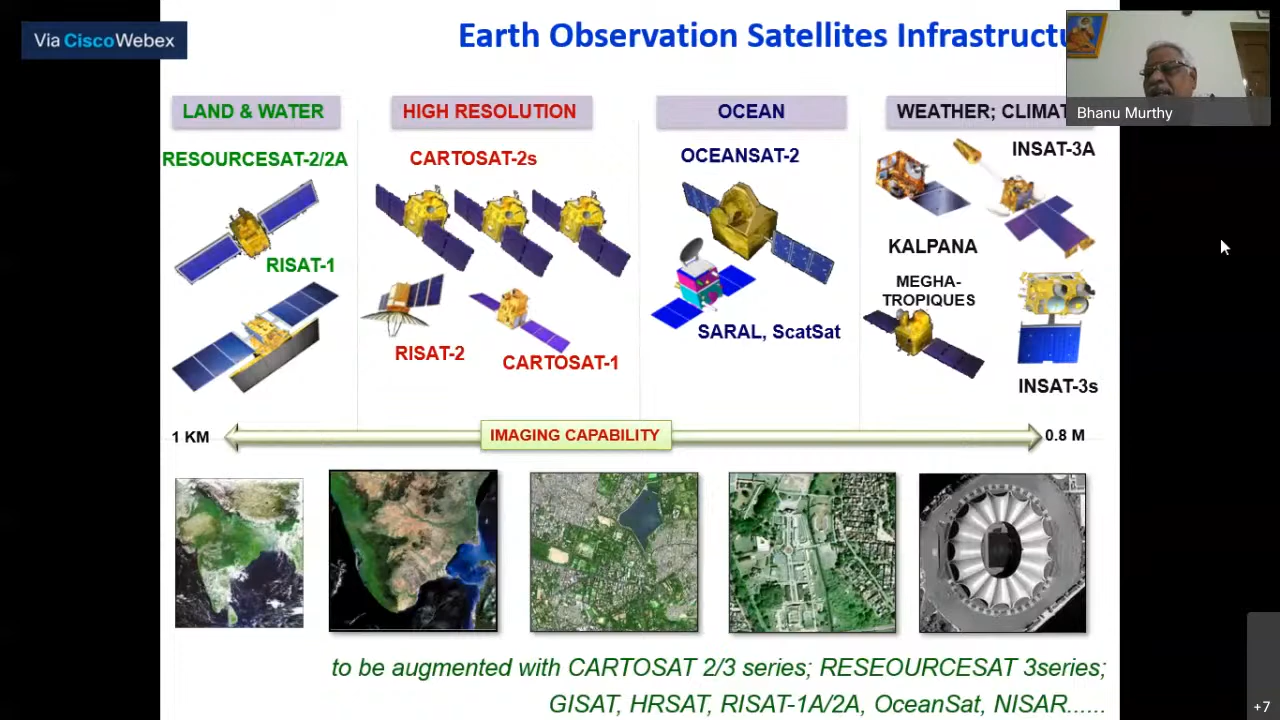 Via CiscoWebex
Earth Observation Satellites Infrastructu
Bhanu Murthy
LAND & WATER
HIGH RESOLUTION
OCEAN
WEATHER; CLIMAT
RESOURCESAT-2/2A
RISAT-1
CARTOSAT-2s
RISAT-2
CARTOSAT-1
OCEANSAT-2
SARAL, ScatSat
INSAT-3A
KALPANA
MEGHA-
TROPIQUES
INSAT-3s
1 KM
IMAGING CAPABILITY
0.8 M
to be augmented with CARTOSAT 2/3 series; RESEOURCESAT 3series;
GISAT, HRSAT, RISAT-1A/2A, OceanSat, NISAR......
+7